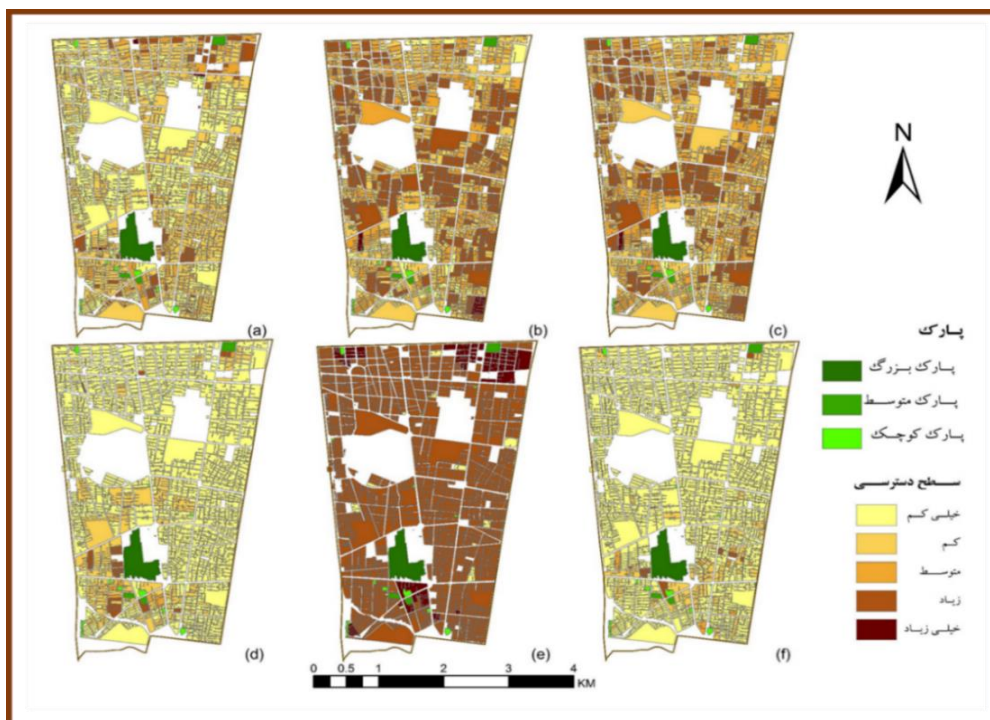 (a)
(b)
(c)
N
پارک
پارک بزرگ
پارک متوسط
پارک کوچک
سطح دسترسی
خیلی کم
کم
متوسط
زیاد
خیلی زیاد
(d)
(e)
(f)
0 0.5 1 2 3 4
KM